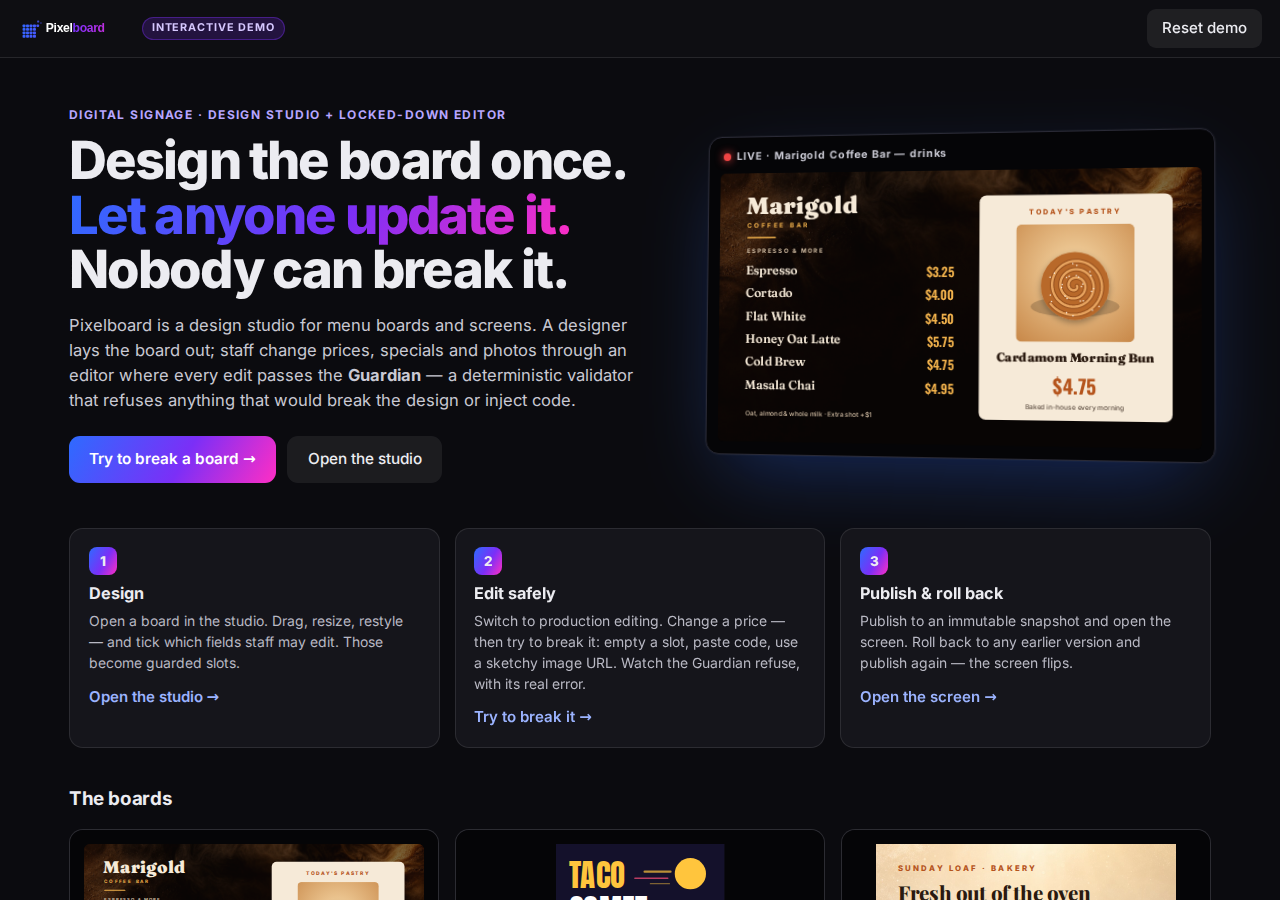 Pixelboard
INTERACTIVE DEMO
Reset demo
DIGITAL SIGNAGE · DESIGN STUDIO + LOCKED-DOWN EDITOR
Design the board once.
Let anyone update it.
Nobody can break it.
Pixelboard is a design studio for menu boards and screens. A designer
lays the board out; staff change prices, specials and photos through an
editor where every edit passes the Guardian — a deterministic validator
that refuses anything that would break the design or inject code.
Try to break a board →
Open the studio
LIVE · Marigold Coffee Bar — drinks
Marigold
COFFEE BAR
ESPRESSO & MORE
Espresso $3.25
Cortado $4.00
Flat White $4.50
Honey Oat Latte $5.75
Cold Brew $4.75
Masala Chai $4.95
Oat, almond & whole milk · Extra shot +$1
TODAY'S PASTRY
Cardamom Morning Bun
$4.75
Baked in-house every morning
1
Design
Open a board in the studio. Drag, resize, restyle
— and tick which fields staff may edit. Those
become guarded slots.
Open the studio →
2
Edit safely
Switch to production editing. Change a price —
then try to break it: empty a slot, paste code, use
a sketchy image URL. Watch the Guardian refuse,
with its real error.
Try to break it →
3
Publish & roll back
Publish to an immutable snapshot and open the
screen. Roll back to any earlier version and
publish again — the screen flips.
Open the screen →
The boards
Marigold
COFFEE BAR
ESPRESSO & MORE
TODAY'S PASTRY
TACO
SUNDAY LOAF · BAKERY
Fresh out of the oven